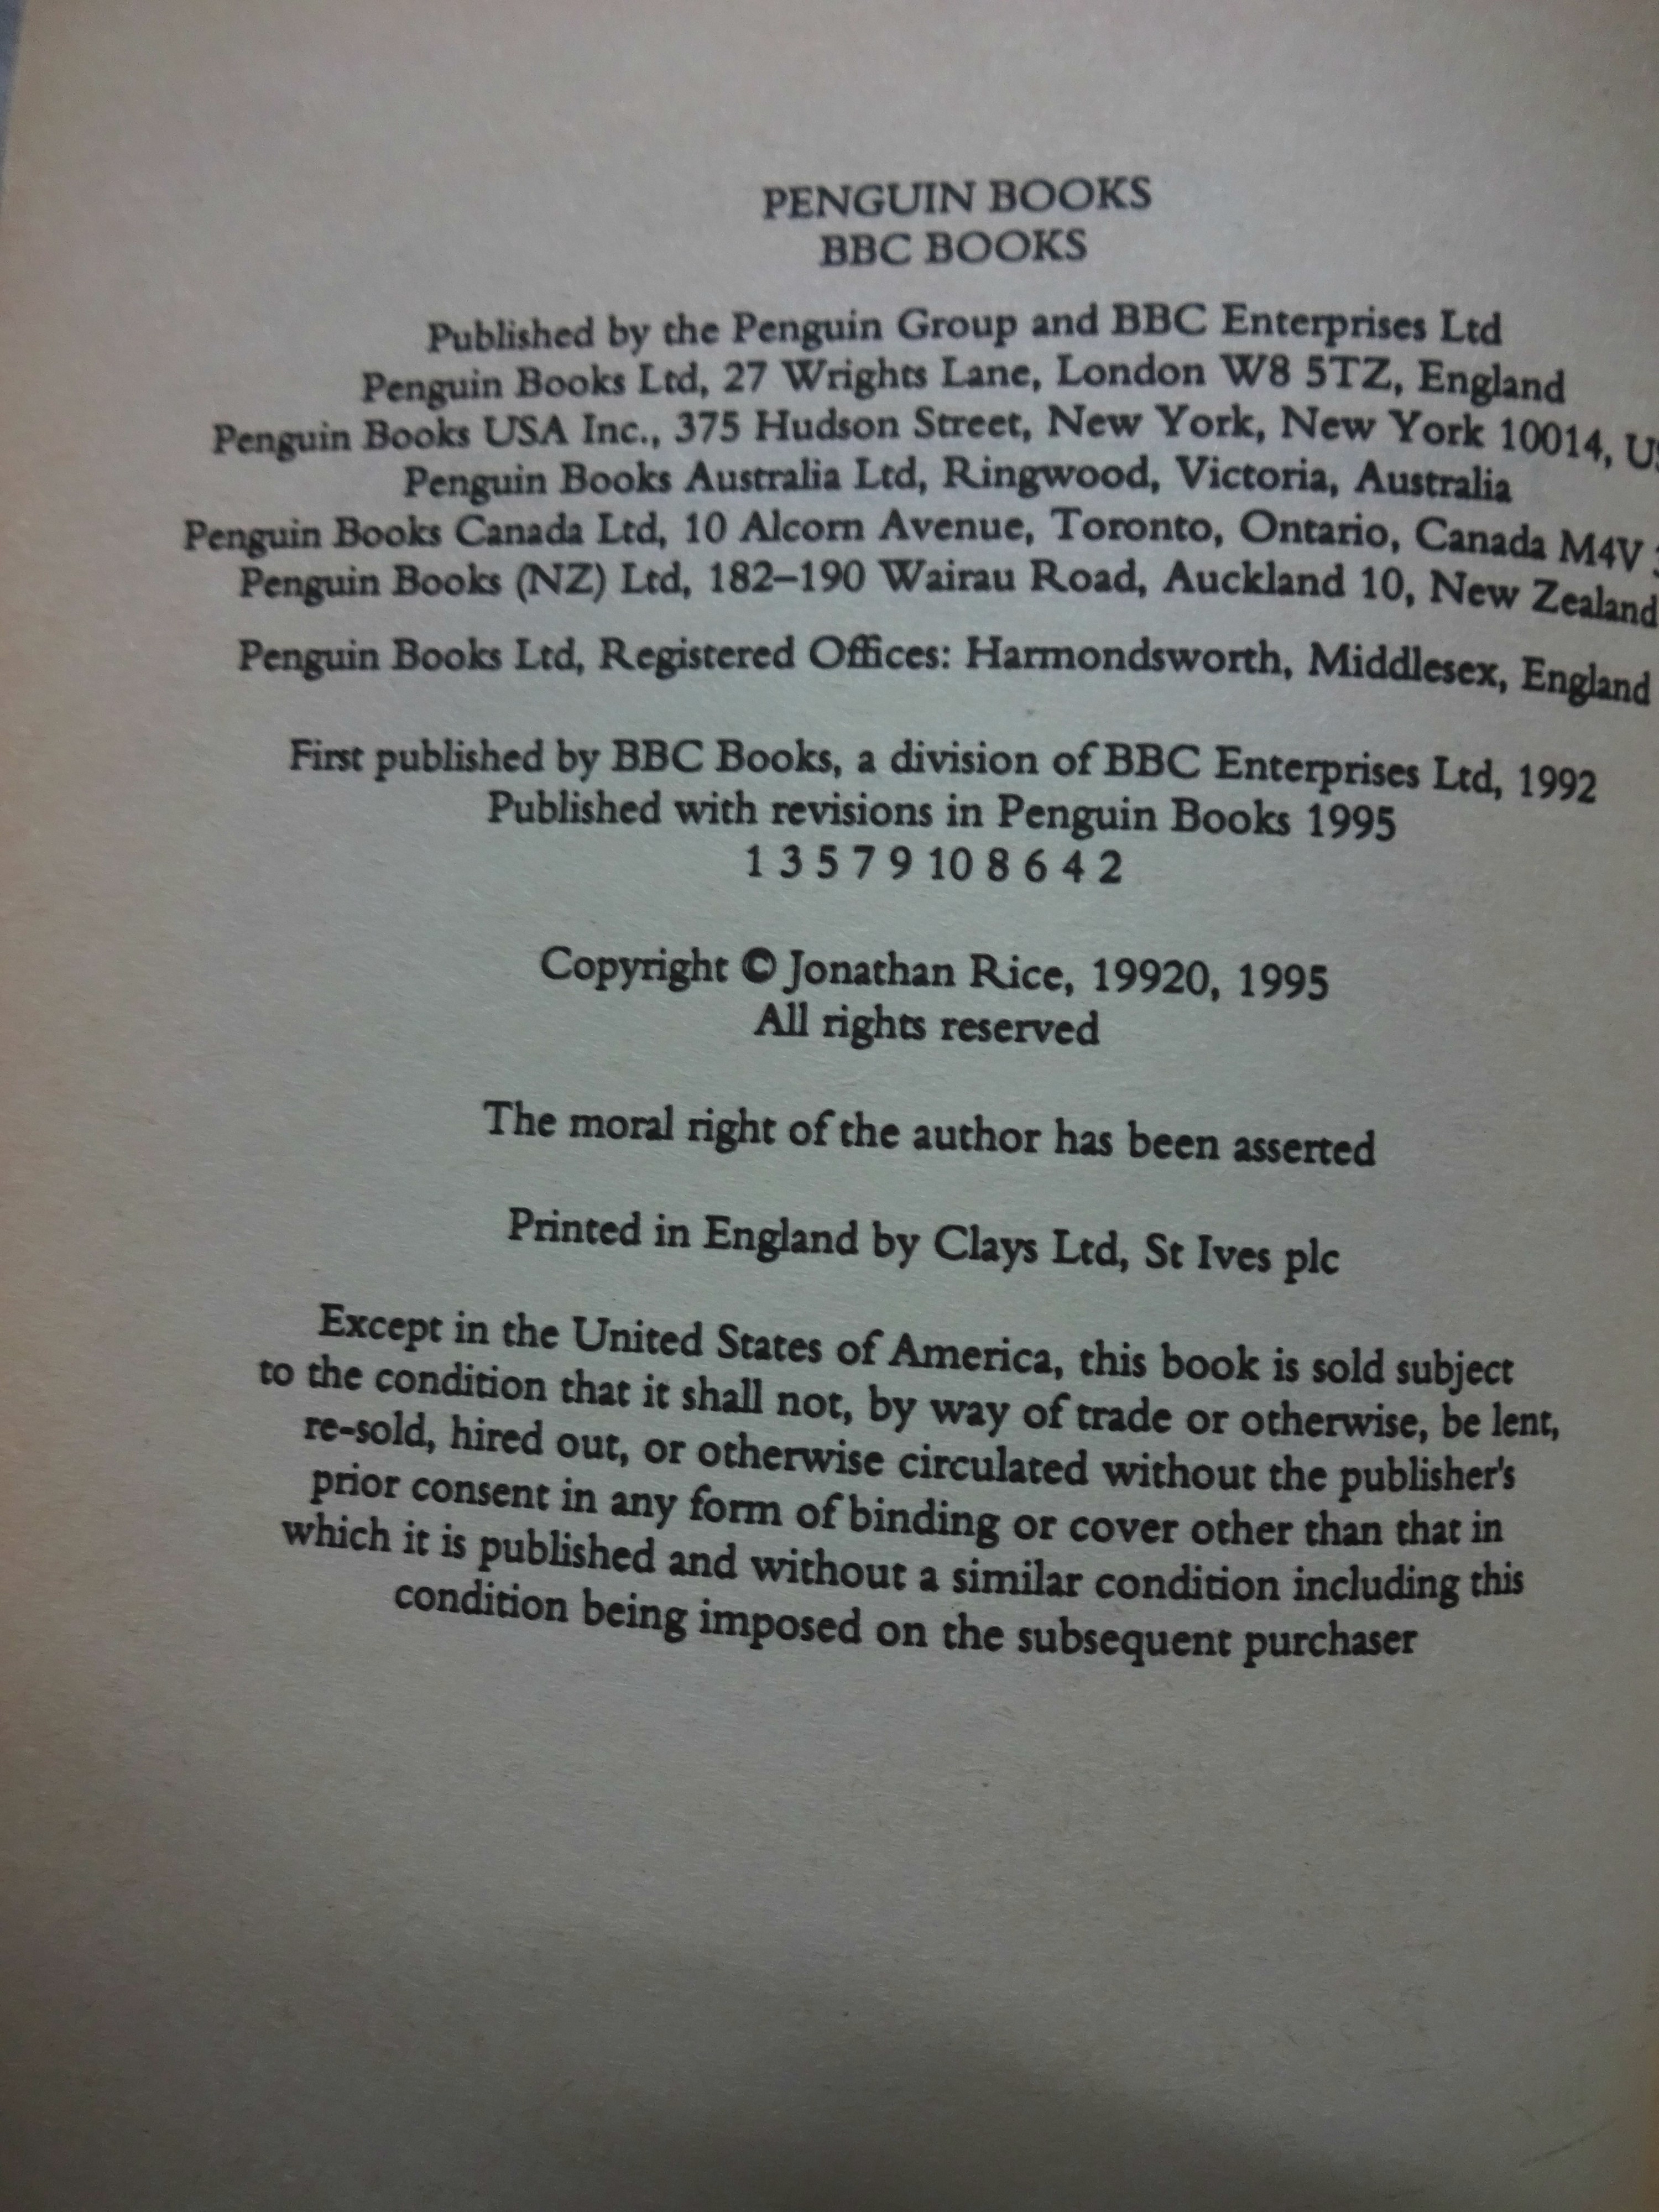 PENGUIN BOOKS
BBC BOOKS
Published by the Penguin Group and BBC Enterprises Ltd
Penguin Books Ltd, 27 Wrights Lane, London W8 5TZ, England
Penguin Books USA Inc., 375 Hudson Street, New York, New York 10014,
Penguin Books Australia Ltd, Ringwood, Victoria, Australia
Penguin Books Canada Ltd, 10 Alcorn Avenue, Toronto, Ontario, Canada M4V
Penguin Books (NZ) Ltd, 182–190 Wairau Road, Auckland 10, New Zealand
Penguin Books Ltd, Registered Offices: Harmondsworth, Middlesex, England
First published by BBC Books, a division of BBC Enterprises Ltd, 1992
Published with revisions in Penguin Books 1995
1 3 5 7 9 10 8 6 4 2
Copyright © Jonathan Rice, 19920, 1995
All rights reserved
The moral right of the author has been asserted
Printed in England by Clays Ltd, St Ives plc
Except in the United States of America, this book is sold subject
to the condition that it shall not, by way of trade or otherwise, be lent,
re-sold, hired out, or otherwise circulated without the publisher's
prior consent in any form of binding or cover other than that in
which it is published and without a similar condition including this
condition being imposed on the subsequent purchaser